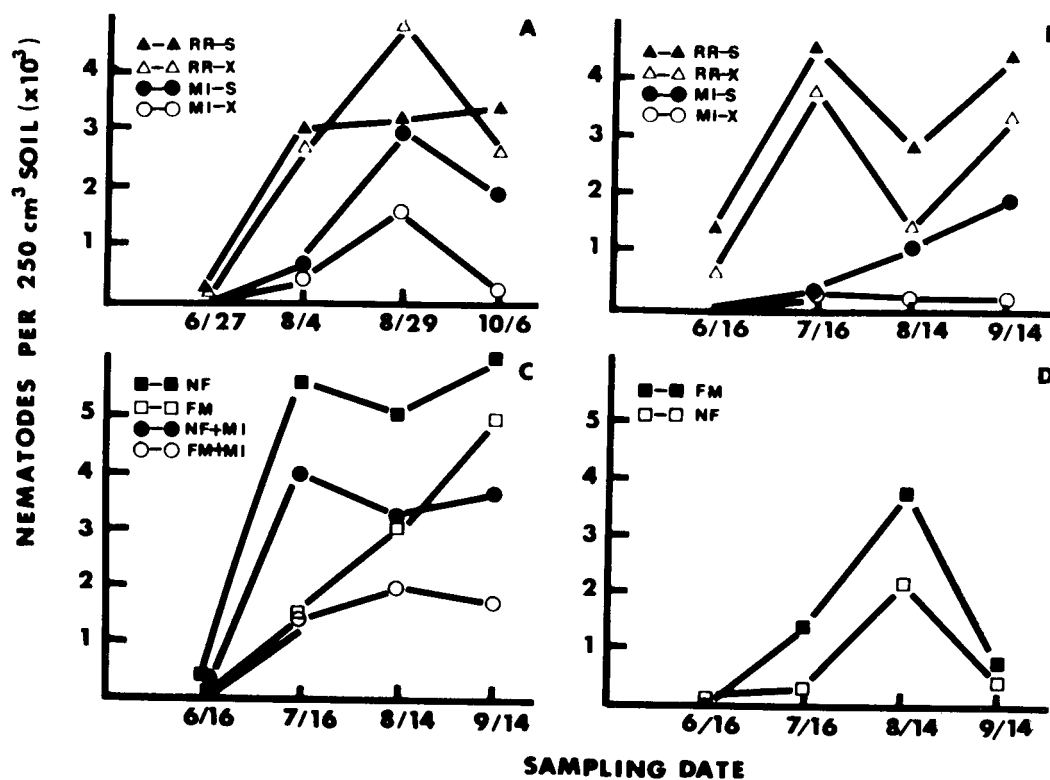 NEMATODES PER 250 cm³ SOIL (x10³)
A
▲-▲ RR-S
△-△ RR-X
●-● MI-S
○-○ MI-X
4
3
2
1
6/27 8/4 8/29 10/6
▲-▲ RR-S
△-△ RR-X
●-● MI-S
○-○ MI-X
4
3
2
1
6/16 7/16 8/14 9/14
C
■-■ NF
□-□ FM
●-● NF+MI
○-○ FM+MI
5
4
3
2
1
6/16 7/16 8/14 9/14
D
■-■ FM
□-□ NF
5
4
3
2
1
6/16 7/16 8/14 9/14
SAMPLING DATE